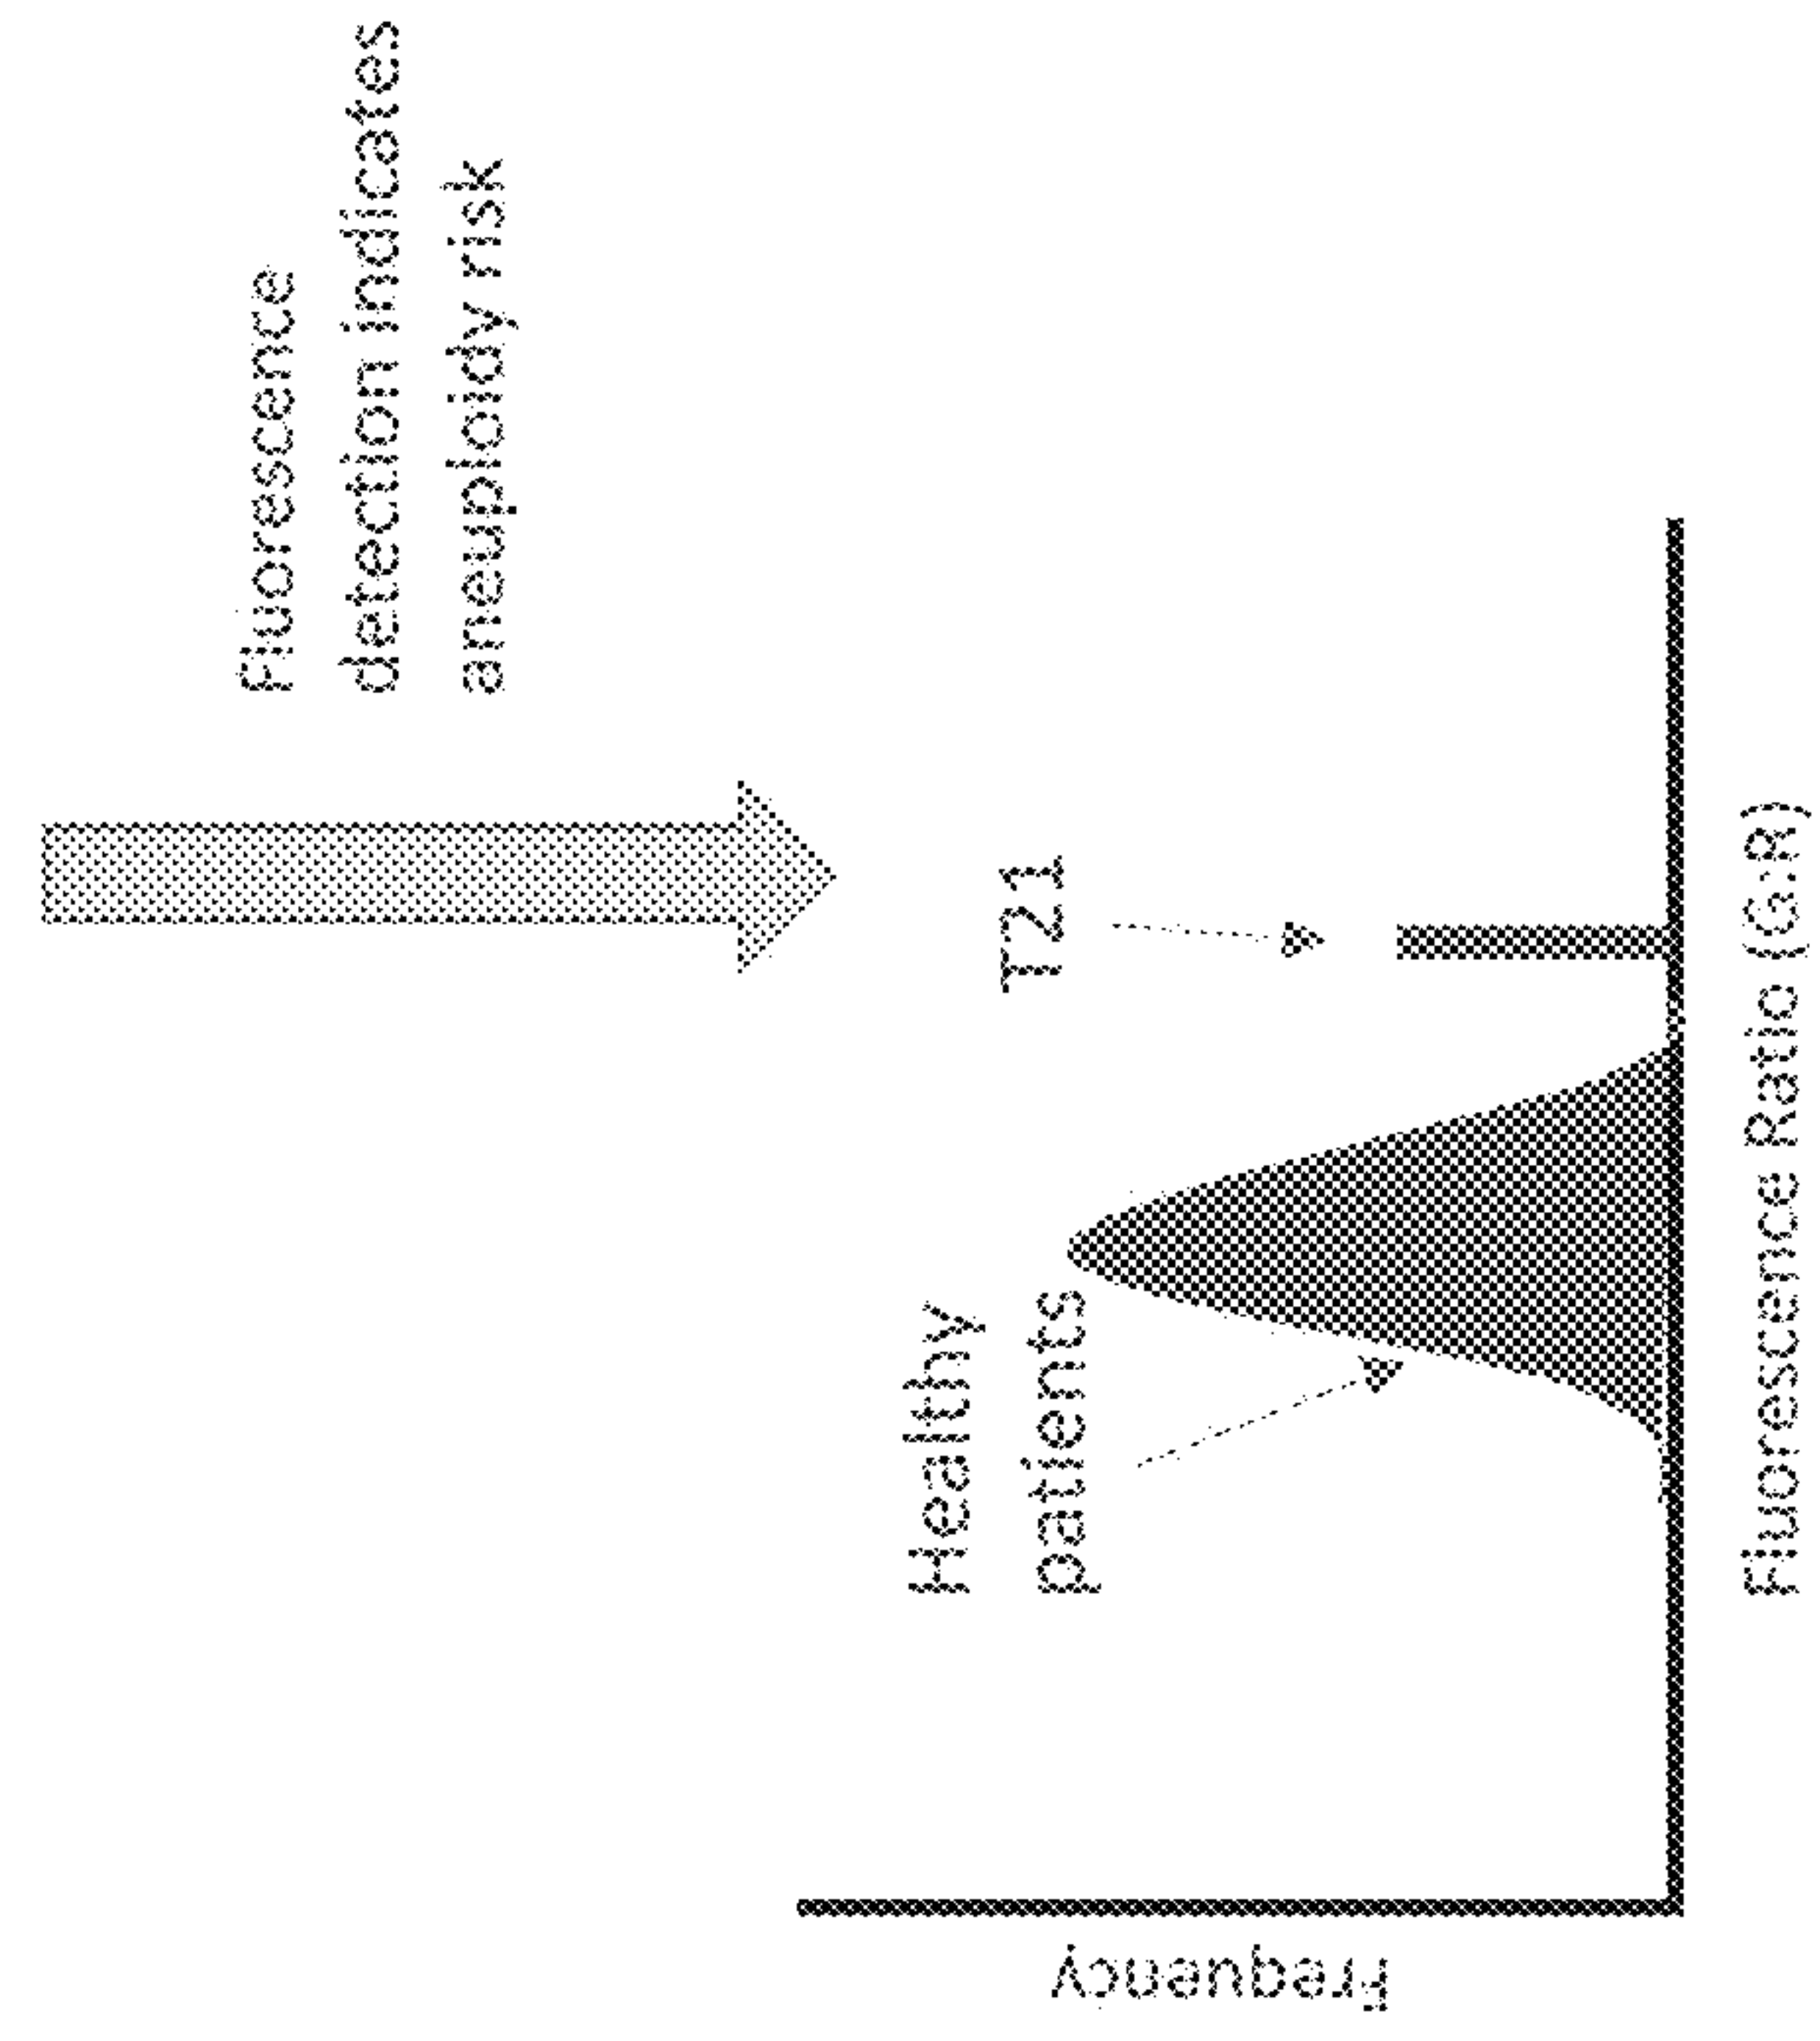 Fluorescence
detection indicates
aneuploidy risk
T21
Healthy
patients
Frequency
Fluorescence Ratio (G:R)